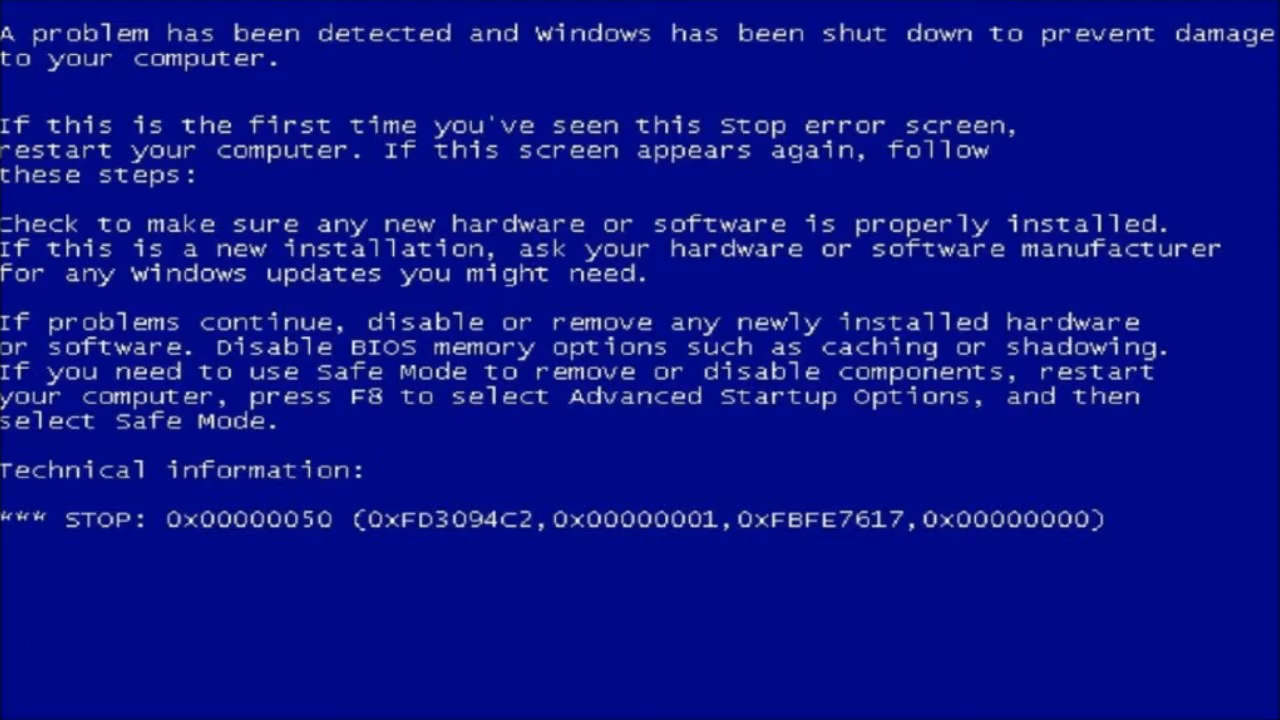 A problem has been detected and Windows has been shut down to prevent damage
to your computer.
If this is the first time you've seen this Stop error screen,
restart your computer. If this screen appears again, follow
these steps:
Check to make sure any new hardware or software is properly installed.
If this is a new installation, ask your hardware or software manufacturer
for any Windows updates you might need.
If problems continue, disable or remove any newly installed hardware
or software. Disable BIOS memory options such as caching or shadowing.
If you need to use Safe Mode to remove or disable components, restart
your computer, press F8 to select Advanced Startup Options, and then
select Safe Mode.
Technical information:
*** STOP: 0x00000050 (0xFD3094C2,0x00000001,0xFBFE7617,0x00000000)